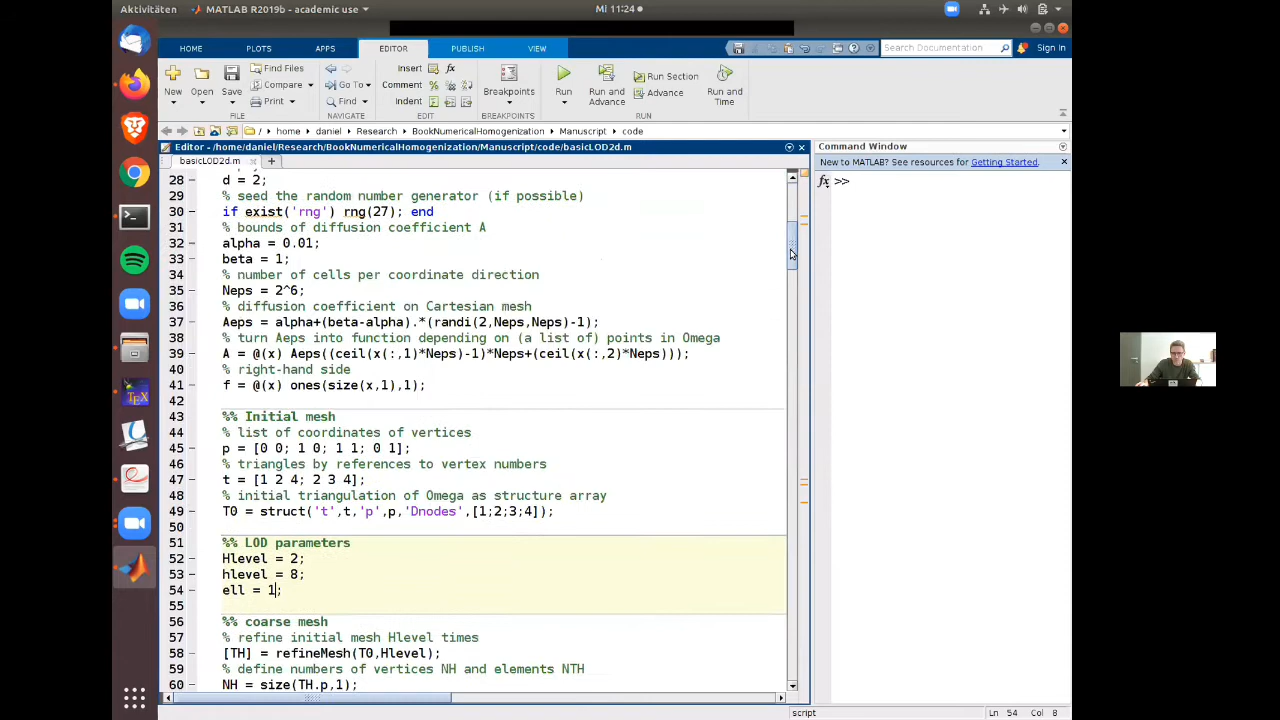 Aktivitäten
MATLAB R2019b - academic use
Mi 11:24
HOME
PLOTS
APPS
EDITOR
PUBLISH
VIEW
Search Documentation
Sign In
New
Open
Save
Find Files
Compare
Print
Go To
Find
Insert
Comment
Indent
Breakpoints
Run
Run and
Advance
Run Section
Advance
Run and
Time
FILE
NAVIGATE
EDIT
BREAKPOINTS
RUN
/ home daniel Research BookNumericalHomogenization Manuscript code
Editor - /home/daniel/Research/BookNumericalHomogenization/Manuscript/code/basicLOD2d.m
basicLOD2d.m
28 d = 2;
29 % seed the random number generator (if possible)
30 if exist('rng') rng(27); end
31 % bounds of diffusion coefficient A
32 alpha = 0.01;
33 beta = 1;
34 % number of cells per coordinate direction
35 Neps = 2^6;
36 % diffusion coefficient on Cartesian mesh
37 Aeps = alpha+(beta-alpha).*(randi(2,Neps,Neps)-1);
38 % turn Aeps into function depending on (a list of) points in Omega
39 A = @(x) Aeps((ceil(x(:,1)*Neps)-1)*Neps+(ceil(x(:,2)*Neps)));
40 % right-hand side
41 f = @(x) ones(size(x,1),1);
42
43 %% Initial mesh
44 % list of coordinates of vertices
45 p = [0 0; 1 0; 1 1; 0 1];
46 % triangles by references to vertex numbers
47 t = [1 2 4; 2 3 4];
48 % initial triangulation of Omega as structure array
49 T0 = struct('t',t,'p',p,'Dnodes',[1;2;3;4]);
50
51 %% LOD parameters
52 Hlevel = 2;
53 hlevel = 8;
54 ell = 1;
55
56 %% coarse mesh
57 % refine initial mesh Hlevel times
58 [TH] = refineMesh(T0,Hlevel);
59 % define numbers of vertices NH and elements NTH
60 NH = size(TH.p,1);
Command Window
New to MATLAB? See resources for Getting Started.
fx >>
script
Ln 54 Col 8